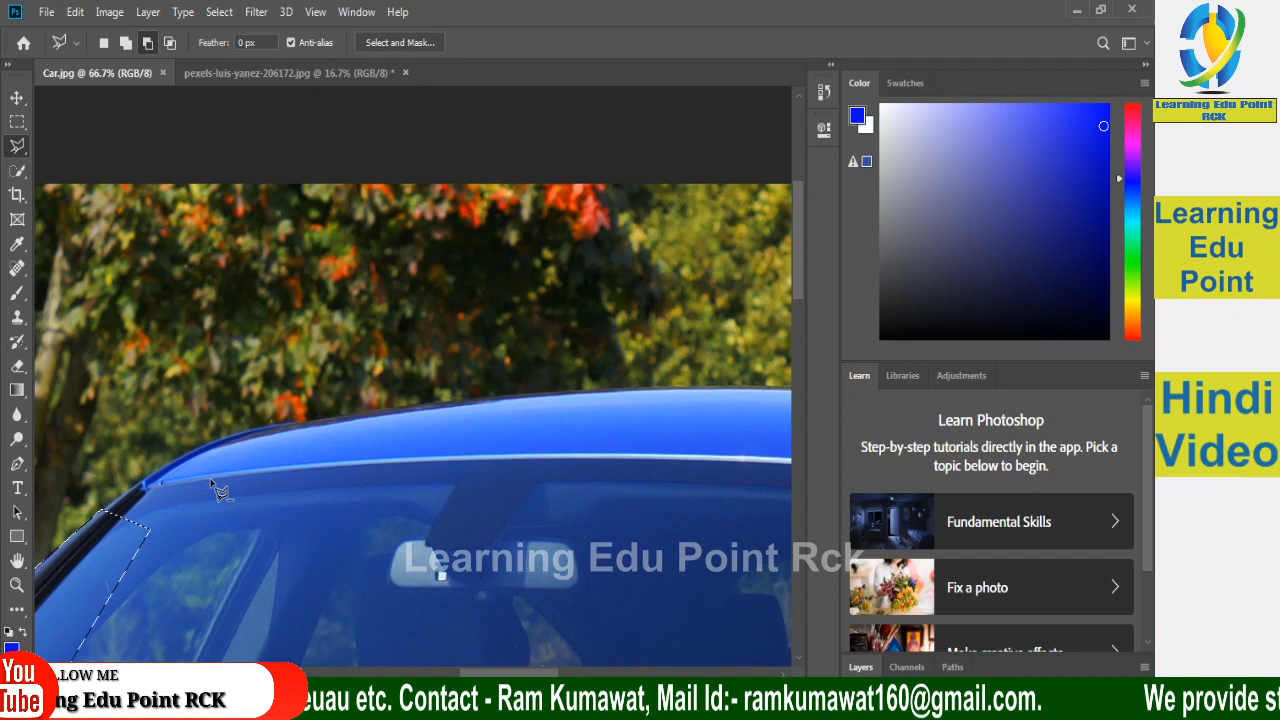 Ps File Edit Image Layer Type Select Filter 3D View Window Help
Feather: 0 px Anti-alias Select and Mask...
Car.jpg @ 66.7% (RGB/8) × pexels-luis-yanez-206172.jpg @ 16.7% (RGB/8) * ×
Color Swatches
Learn Libraries Adjustments
Learn Photoshop
Step-by-step tutorials directly in the app. Pick a
topic below to begin.
Fundamental Skills
Fix a photo
Make creative effects
Layers Channels Paths
Learning Edu Point
RCK
Learning
Edu
Point
Hindi
Video
Learning Edu Point Rck
You
Tube
LLOW ME
ng Edu Point RCK
euau etc. Contact - Ram Kumawat, Mail Id:- ramkumawat160@gmail.com. We provide st